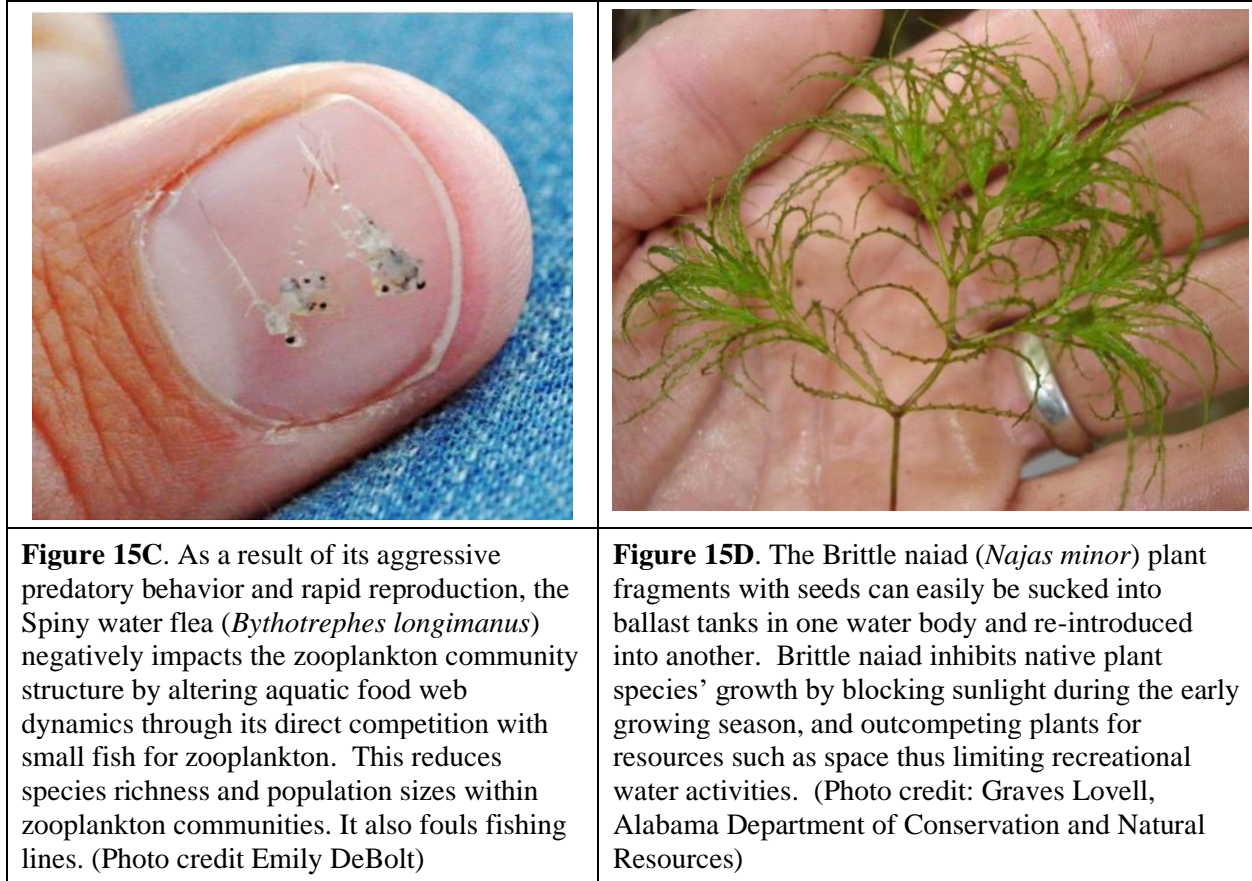 Figure 15C. As a result of its aggressive
predatory behavior and rapid reproduction, the
Spiny water flea (Bythotrephes longimanus)
negatively impacts the zooplankton community
structure by altering aquatic food web
dynamics through its direct competition with
small fish for zooplankton.  This reduces
species richness and population sizes within
zooplankton communities. It also fouls fishing
lines. (Photo credit Emily DeBolt)
Figure 15D. The Brittle naiad (Najas minor) plant
fragments with seeds can easily be sucked into
ballast tanks in one water body and re-introduced
into another.  Brittle naiad inhibits native plant
species’ growth by blocking sunlight during the early
growing season, and outcompeting plants for
resources such as space thus limiting recreational
water activities.  (Photo credit: Graves Lovell,
Alabama Department of Conservation and Natural
Resources)